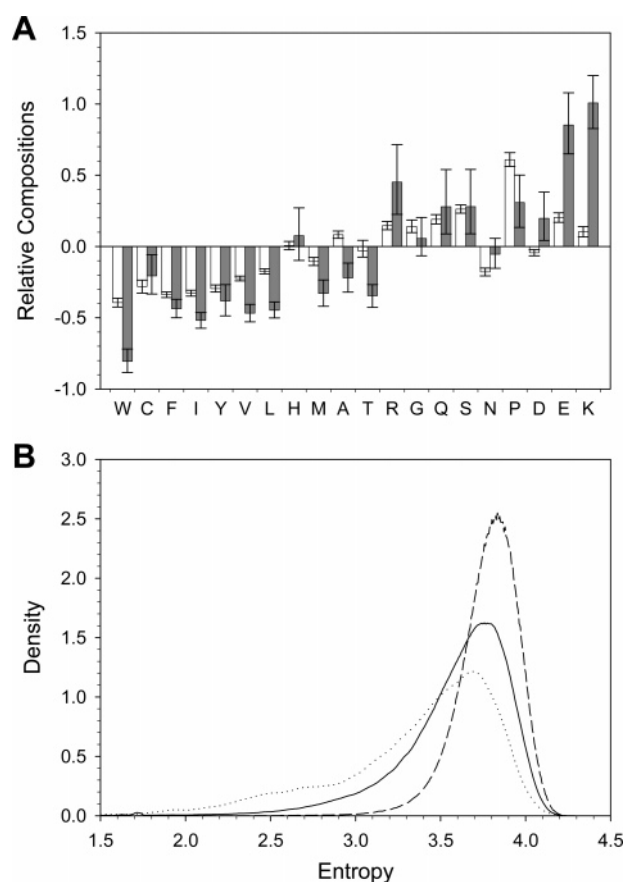 A
1.5
1.0
0.5
0.0
-0.5
-1.0
Relative Compositions
W C F I Y V L H M A T R G Q S N P D E K
B
3.0
2.5
2.0
1.5
1.0
0.5
0.0
Density
1.5 2.0 2.5 3.0 3.5 4.0 4.5
Entropy